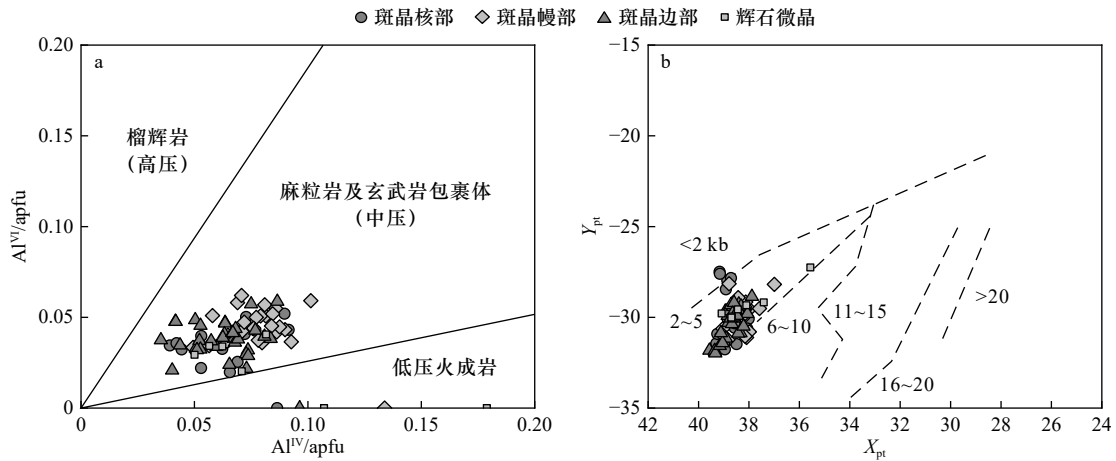 斑晶核部 斑晶幔部 斑晶边部 辉石微晶
a
榴辉岩
(高压)
麻粒岩及玄武岩包裹体
(中压)
低压火成岩
0.20
0.15
0.10
0.05
0
Al^VI/apfu
0 0.05 0.10 0.15 0.20
Al^IV/apfu
b
-15
-20
-25
-30
-35
Y_pt
<2 kb
2~5
6~10
11~15
16~20
>20
42 40 38 36 34 32 30 28 26 24
X_pt